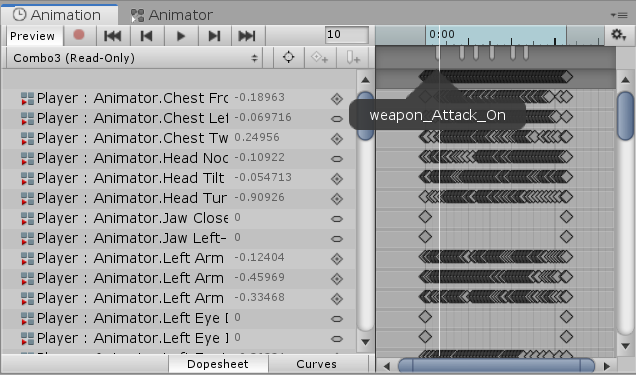 Animation Animator
Preview 10 0:00
Combo3 (Read-Only)
Player : Animator.Chest Fro -0.18963
Player : Animator.Chest Lef -0.069716
weapon_Attack_On
Player : Animator.Chest Tw 0.24956
Player : Animator.Head Noc -0.10922
Player : Animator.Head Tilt -0.054713
Player : Animator.Head Tur -0.90926
Player : Animator.Jaw Close 0
Player : Animator.Jaw Left- 0
Player : Animator.Left Arm -0.12404
Player : Animator.Left Arm -0.45969
Player : Animator.Left Arm -0.33468
Player : Animator.Left Eye 0
Player : Animator.Left Eye 0
Dopesheet Curves